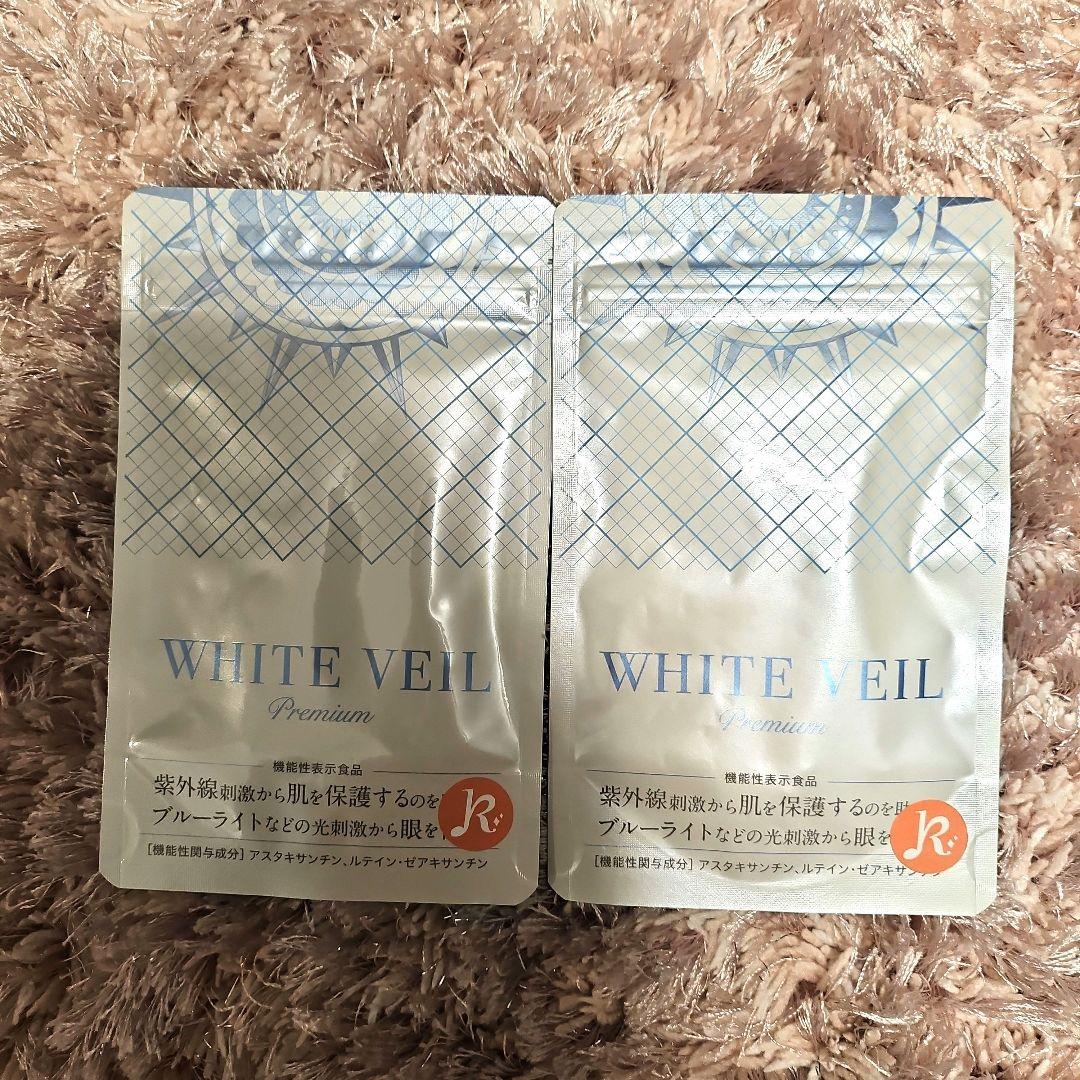 WHITE VEIL
Premium
機能性表示食品
紫外線刺激から肌を保護するのを
ブルーライトなどの光刺激から眼を
[機能性関与成分] アスタキサンチン、ルテイン・ゼアキサンチン
R
WHITE VEIL
Premium
機能性表示食品
紫外線刺激から肌を保護するのを助
ブルーライトなどの光刺激から眼を
[機能性関与成分] アスタキサンチン、ルテイン・ゼアキサンチン
R